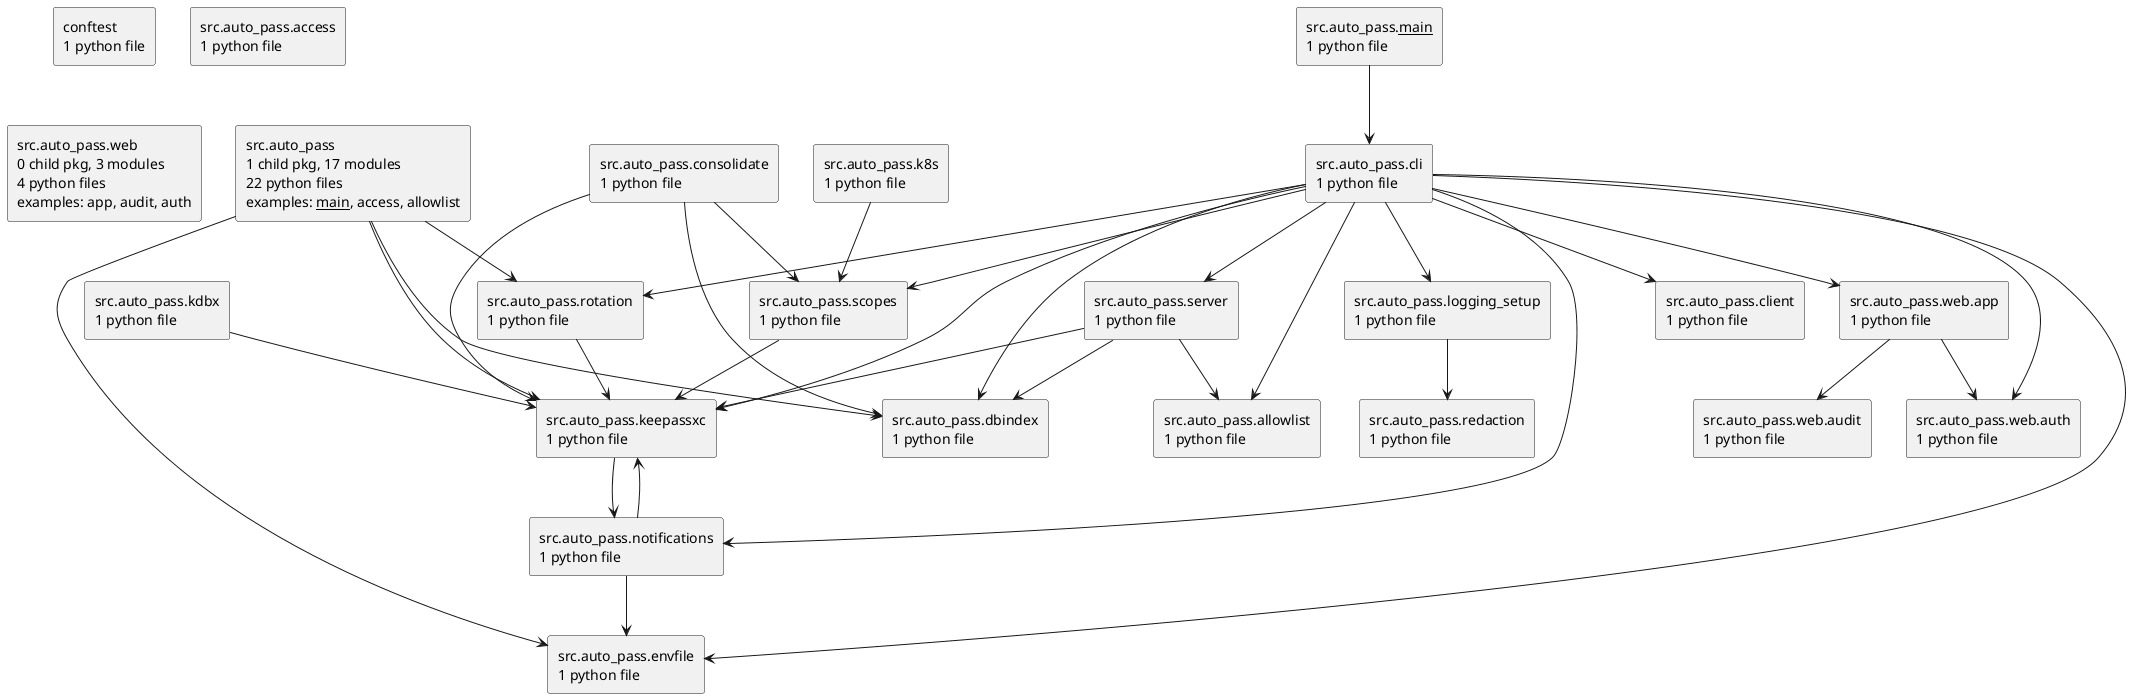 conftest
1 python file
src.auto_pass.access
1 python file
src.auto_pass.main
1 python file
src.auto_pass.web
0 child pkg, 3 modules
4 python files
examples: app, audit, auth
src.auto_pass
1 child pkg, 17 modules
22 python files
examples: main, access, allowlist
src.auto_pass.consolidate
1 python file
src.auto_pass.k8s
1 python file
src.auto_pass.cli
1 python file
src.auto_pass.kdbx
1 python file
src.auto_pass.rotation
1 python file
src.auto_pass.scopes
1 python file
src.auto_pass.server
1 python file
src.auto_pass.logging_setup
1 python file
src.auto_pass.client
1 python file
src.auto_pass.web.app
1 python file
src.auto_pass.keepassxc
1 python file
src.auto_pass.dbindex
1 python file
src.auto_pass.allowlist
1 python file
src.auto_pass.redaction
1 python file
src.auto_pass.web.audit
1 python file
src.auto_pass.web.auth
1 python file
src.auto_pass.notifications
1 python file
src.auto_pass.envfile
1 python file